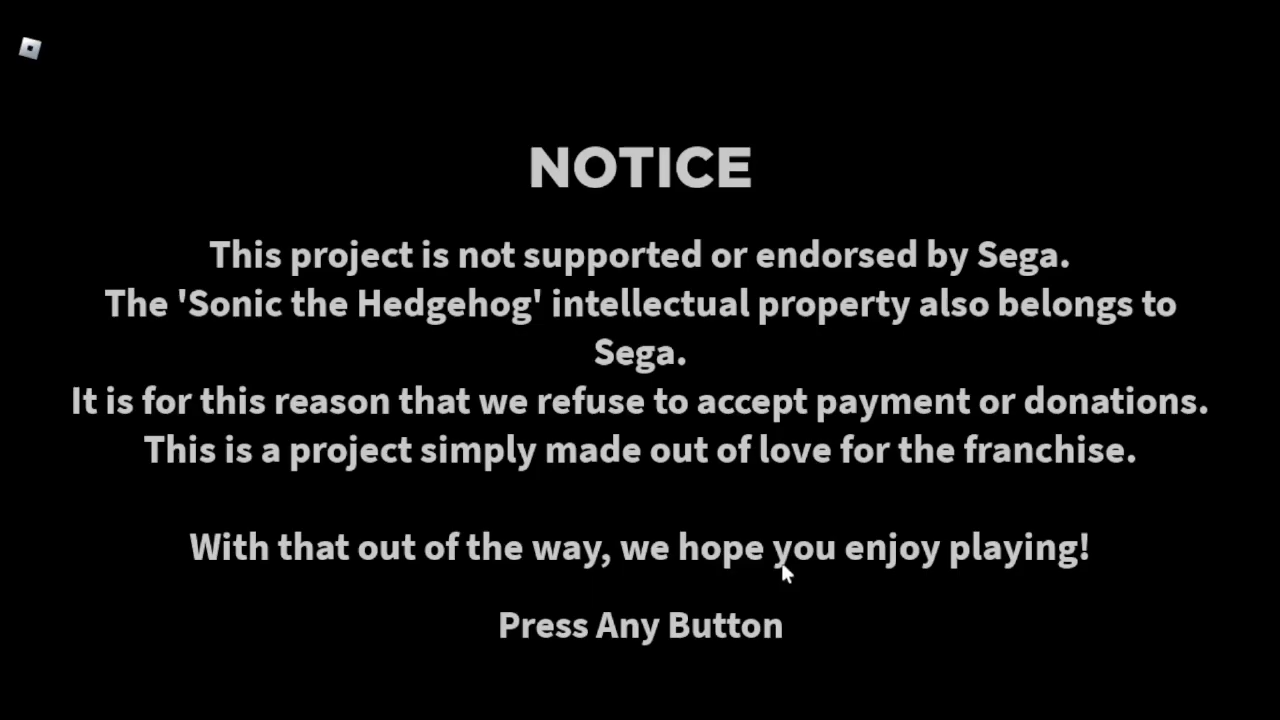 NOTICE
This project is not supported or endorsed by Sega.
The 'Sonic the Hedgehog' intellectual property also belongs to
Sega.
It is for this reason that we refuse to accept payment or donations.
This is a project simply made out of love for the franchise.
With that out of the way, we hope you enjoy playing!
Press Any Button